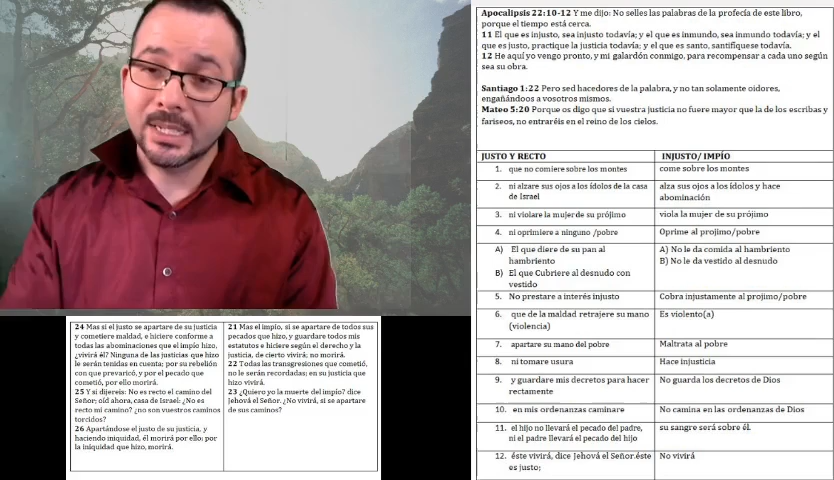 Apocalipsis 22:10-12 Y me dijo: No selles las palabras de la profecía de este libro,
porque el tiempo está cerca.
11 El que es injusto, sea injusto todavía; y el que es inmundo, sea inmundo todavía; y el
que es justo, practique la justicia todavía; y el que es santo, santifíquese todavía.
12 He aquí yo vengo pronto, y mi galardón conmigo, para recompensar a cada uno según
sea su obra.
Santiago 1:22 Pero sed hacedores de la palabra, y no tan solamente oidores,
engañándoos a vosotros mismos.
Mateo 5:20 Porque os digo que si vuestra justicia no fuere mayor que la de los escribas y
fariseos, no entraréis en el reino de los cielos.
JUSTO Y RECTO INJUSTO/ IMPÍO
1. que no comiere sobre los montes come sobre los montes
2. ni alzare sus ojos a los ídolos de la casa alza sus ojos a los ídolos y hace
de Israel abominación
3. ni violare la mujer de su prójimo viola la mujer de su prójimo
4. ni oprimiere a ninguno /pobre Oprime al projimo/pobre
A) El que diere de su pan al A) No le da comida al hambriento
hambriento B) No le da vestido al desnudo
B) El que Cubriere al desnudo con
vestido
5. No prestare a interés injusto Cobra injustamente al projimo/pobre
6. que de la maldad retrajere su mano Es violento(a)
(violencia)
7. apartare su mano del pobre Maltrata al pobre
8. ni tomare usura Hace injusticia
9. y guardare mis decretos para hacer No guarda los decretos de Dios
rectamente
10. en mis ordenanzas caminare No camina en las ordenanzas de Dios
11. el hijo no llevará el pecado del padre, su sangre será sobre él.
ni el padre llevará el pecado del hijo
12. éste vivirá, dice Jehová el Señor.éste No vivirá
es justo;
24 Mas si el justo se apartare de su justicia
y cometiere maldad, e hiciere conforme a
todas las abominaciones que el impío hizo,
¿vivirá él? Ninguna de las justicias que hizo
le serán tenidas en cuenta; por su rebelión
con que prevaricó, y por el pecado que
cometió, por ello morirá.
25 Y si dijereis: No es recto el camino del
Señor; oíd ahora, casa de Israel: ¿No es
recto mi camino? ¿no son vuestros caminos
torcidos?
26 Apartándose el justo de su justicia, y
haciendo iniquidad, él morirá por ello; por
la iniquidad que hizo, morirá.
21 Mas el impío, si se apartare de todos sus
pecados que hizo, y guardare todos mis
estatutos e hiciere según el derecho y la
justicia, de cierto vivirá; no morirá.
22 Todas las transgresiones que cometió,
no le serán recordadas; en su justicia que
hizo vivirá.
23 ¿Quiero yo la muerte del impío? dice
Jehová el Señor. ¿No vivirá, si se apartare
de sus caminos?